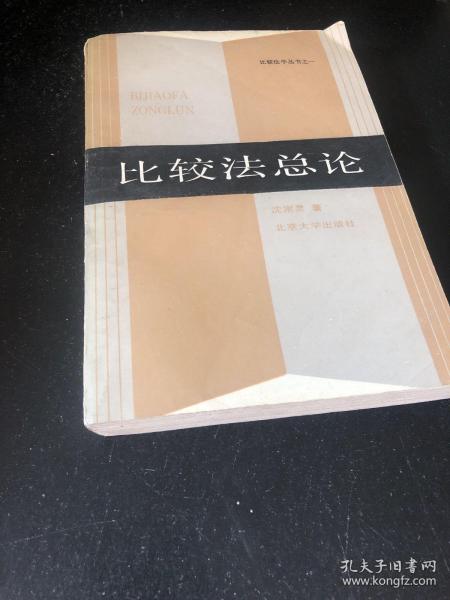 比较法学丛书之一
BIJIAOFA
ZONGLUN
比较法总论
沈宗灵 著
北京大学出版社
孔夫子旧书网
www.kongfz.com